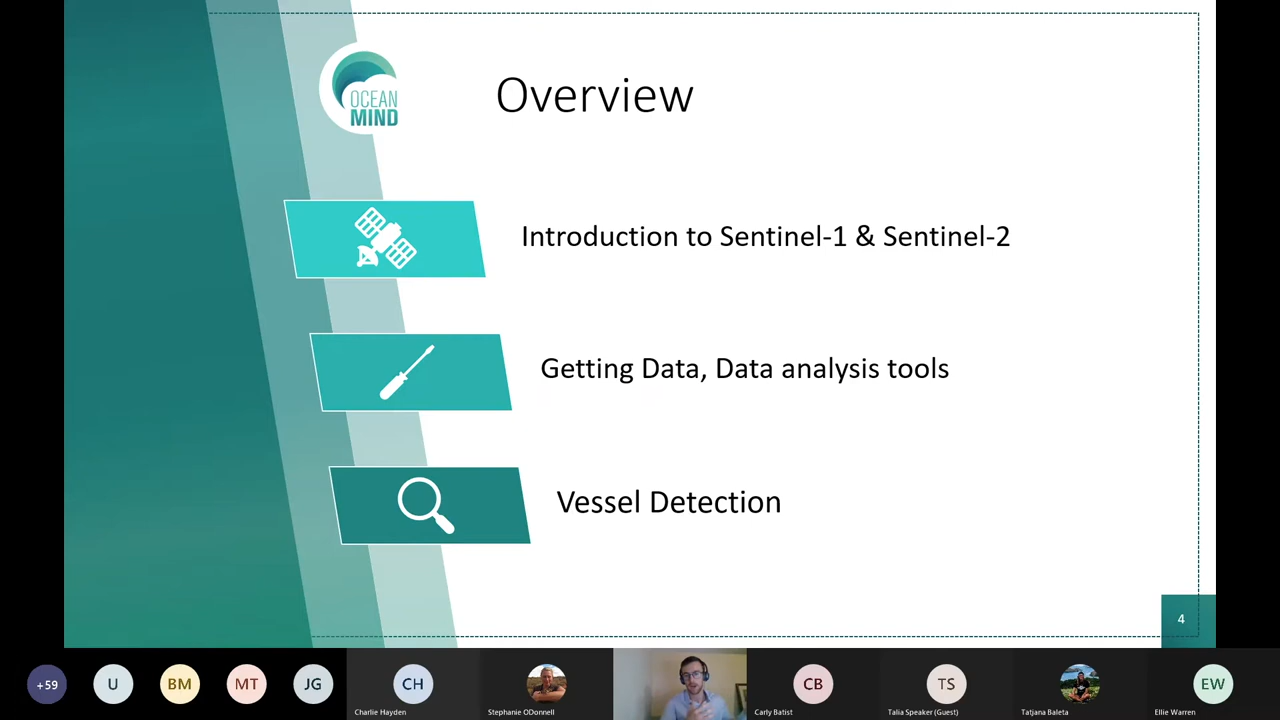 OCEAN
MIND
Overview
Introduction to Sentinel-1 & Sentinel-2
Getting Data, Data analysis tools
Vessel Detection
4
+59
U
BM
MT
JG
CH
CB
TS
EW
Charlie Hayden
Stephanie ODonnell
Carly Batist
Talia Speaker (Guest)
Tatjana Baleta
Ellie Warren